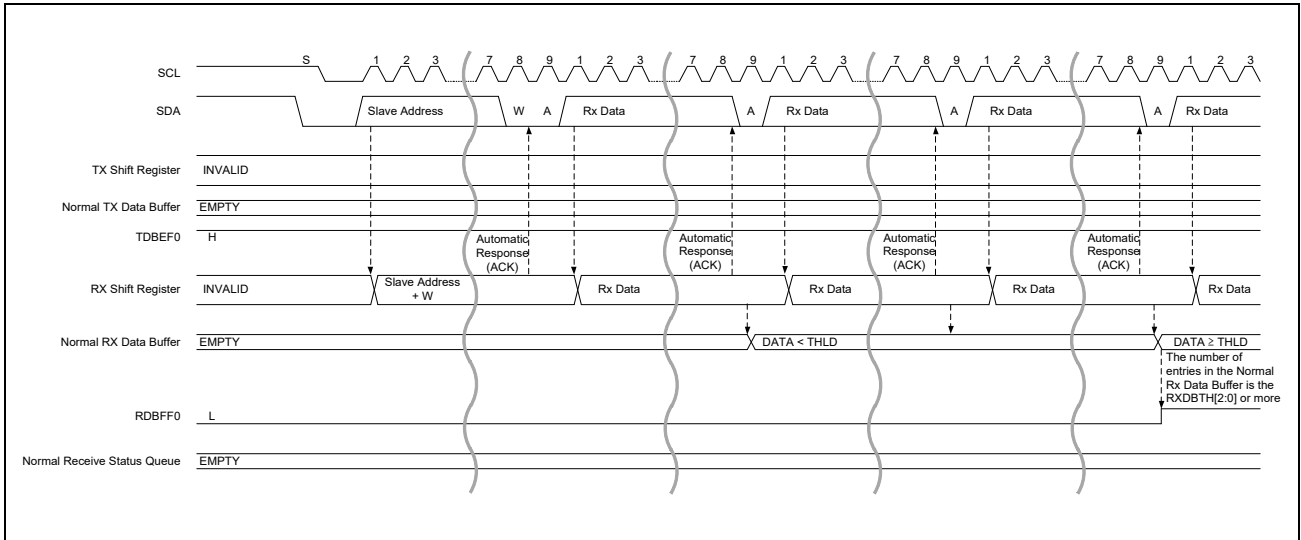 S 1 2 3 7 8 9 1 2 3 7 8 9 1 2 3 7 8 9 1 2 3 7 8 9 1 2 3
SCL
SDA Slave Address W A Rx Data A Rx Data A Rx Data A Rx Data
TX Shift Register INVALID
Normal TX Data Buffer EMPTY
TDBEF0 H
Automatic Automatic Automatic Automatic
Response Response Response Response
(ACK) (ACK) (ACK) (ACK)
RX Shift Register INVALID Slave Address Rx Data Rx Data Rx Data Rx Data
+ W
Normal RX Data Buffer EMPTY DATA < THLD DATA ≥ THLD
The number of
entries in the Normal
Rx Data Buffer is the
RXDBTH[2:0] or more
RDBFF0 L
Normal Receive Status Queue EMPTY